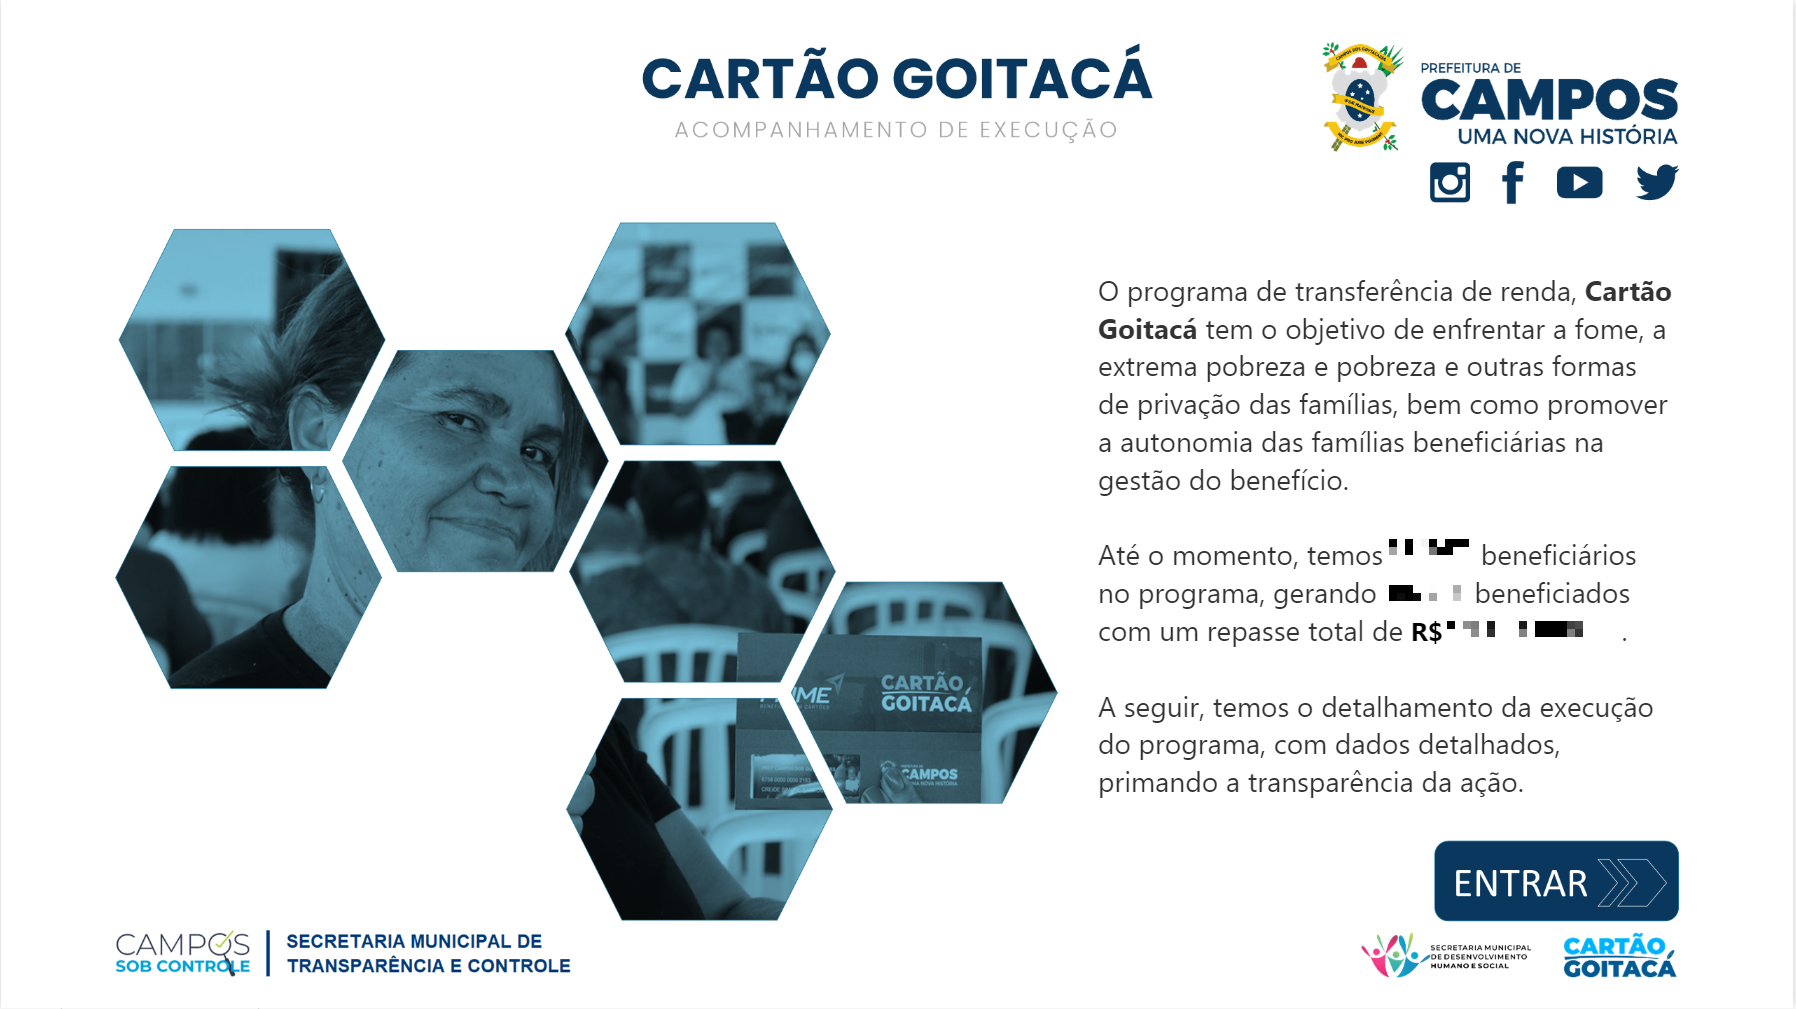 CARTÃO GOITACÁ
ACOMPANHAMENTO DE EXECUÇÃO
PREFEITURA DE
CAMPOS
UMA NOVA HISTÓRIA
O programa de transferência de renda, Cartão
Goitacá tem o objetivo de enfrentar a fome, a
extrema pobreza e pobreza e outras formas
de privação das famílias, bem como promover
a autonomia das famílias beneficiárias na
gestão do benefício.
Até o momento, temos beneficiários
no programa, gerando beneficiados
com um repasse total de R$ .
A seguir, temos o detalhamento da execução
do programa, com dados detalhados,
primando a transparência da ação.
CARTÃO
GOITACÁ
CAMPOS
ENTRAR
CAMPOS
SOB CONTROLE
SECRETARIA MUNICIPAL DE
TRANSPARÊNCIA E CONTROLE
SECRETARIA MUNICIPAL
DE DESENVOLVIMENTO
HUMANO E SOCIAL
CARTÃO
GOITACÁ